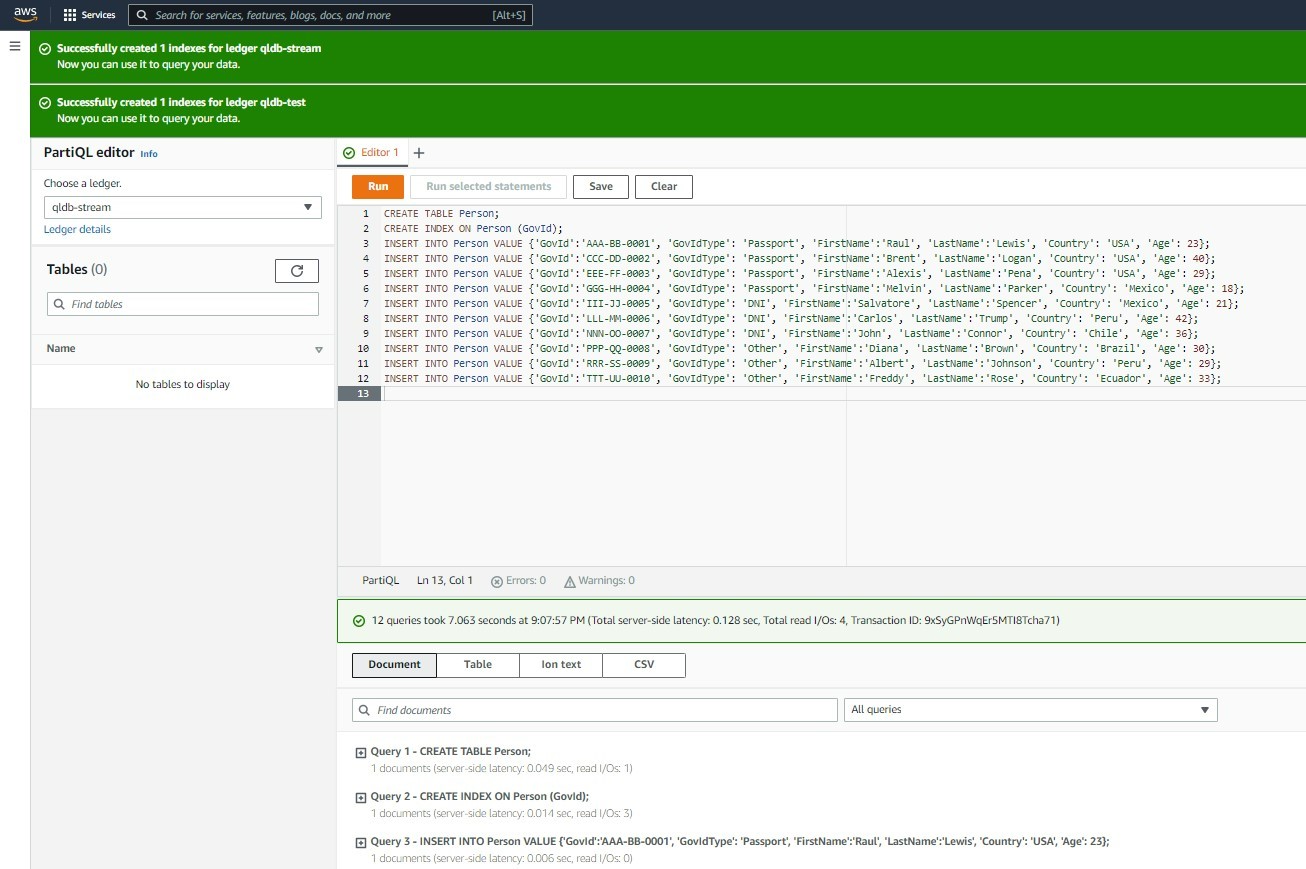 aws
Services
Search for services, features, blogs, docs, and more [Alt+S]
Successfully created 1 indexes for ledger qldb-stream
Now you can use it to query your data.
Successfully created 1 indexes for ledger qldb-test
Now you can use it to query your data.
PartiQL editor Info
Choose a ledger.
qldb-stream
Ledger details
Tables (0)
Find tables
Name
No tables to display
Editor 1
Run
Run selected statements
Save
Clear
1 CREATE TABLE Person;
2 CREATE INDEX ON Person (GovId);
3 INSERT INTO Person VALUE {'GovId':'AAA-BB-0001', 'GovIdType': 'Passport', 'FirstName':'Raul', 'LastName':'Lewis', 'Country': 'USA', 'Age': 23};
4 INSERT INTO Person VALUE {'GovId':'CCC-DD-0002', 'GovIdType': 'Passport', 'FirstName':'Brent', 'LastName':'Logan', 'Country': 'USA', 'Age': 40};
5 INSERT INTO Person VALUE {'GovId':'EEE-FF-0003', 'GovIdType': 'Passport', 'FirstName':'Alexis', 'LastName':'Pena', 'Country': 'USA', 'Age': 29};
6 INSERT INTO Person VALUE {'GovId':'GGG-HH-0004', 'GovIdType': 'Passport', 'FirstName':'Melvin', 'LastName':'Parker', 'Country': 'Mexico', 'Age': 18};
7 INSERT INTO Person VALUE {'GovId':'III-JJ-0005', 'GovIdType': 'DNI', 'FirstName':'Salvatore', 'LastName':'Spencer', 'Country': 'Mexico', 'Age': 21};
8 INSERT INTO Person VALUE {'GovId':'LLL-MM-0006', 'GovIdType': 'DNI', 'FirstName':'Carlos', 'LastName':'Trump', 'Country': 'Peru', 'Age': 42};
9 INSERT INTO Person VALUE {'GovId':'NNN-OO-0007', 'GovIdType': 'DNI', 'FirstName':'John', 'LastName':'Connor', 'Country': 'Chile', 'Age': 36};
10 INSERT INTO Person VALUE {'GovId':'PPP-QQ-0008', 'GovIdType': 'Other', 'FirstName':'Diana', 'LastName':'Brown', 'Country': 'Brazil', 'Age': 30};
11 INSERT INTO Person VALUE {'GovId':'RRR-SS-0009', 'GovIdType': 'Other', 'FirstName':'Albert', 'LastName':'Johnson', 'Country': 'Peru', 'Age': 29};
12 INSERT INTO Person VALUE {'GovId':'TTT-UU-0010', 'GovIdType': 'Other', 'FirstName':'Freddy', 'LastName':'Rose', 'Country': 'Ecuador', 'Age': 33};
13
PartiQL Ln 13, Col 1 Errors: 0 Warnings: 0
12 queries took 7.063 seconds at 9:07:57 PM (Total server-side latency: 0.128 sec, Total read I/Os: 4, Transaction ID: 9xSyGPnWqEr5MTI8Tcha71)
Document Table Ion text CSV
Find documents
All queries
Query 1 - CREATE TABLE Person;
1 documents (server-side latency: 0.049 sec, read I/Os: 1)
Query 2 - CREATE INDEX ON Person (GovId);
1 documents (server-side latency: 0.014 sec, read I/Os: 3)
Query 3 - INSERT INTO Person VALUE {'GovId':'AAA-BB-0001', 'GovIdType': 'Passport', 'FirstName':'Raul', 'LastName':'Lewis', 'Country': 'USA', 'Age': 23};
1 documents (server-side latency: 0.006 sec, read I/Os: 0)